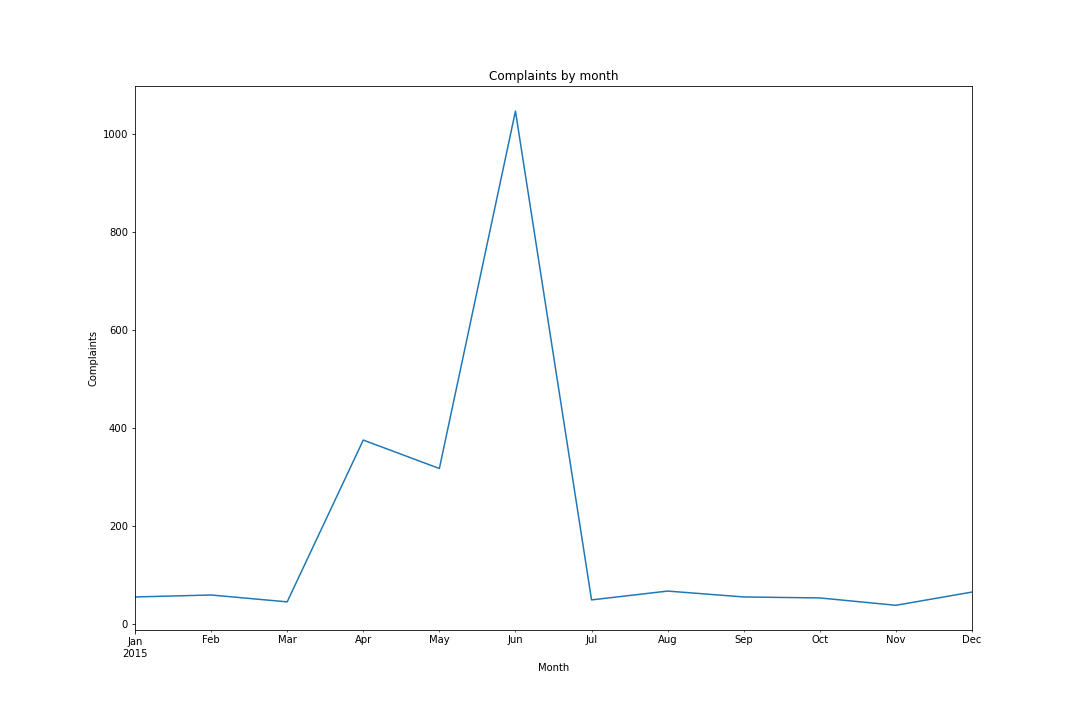 Complaints by month
1000
800
600
400
200
0
Complaints
Jan Feb Mar Apr May Jun Jul Aug Sep Oct Nov Dec
2015
Month